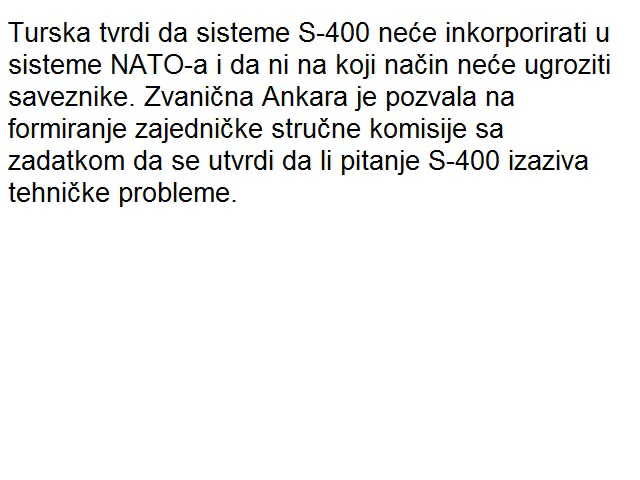 Turska tvrdi da sisteme S-400 neće inkorporirati u
sisteme NATO-a i da ni na koji način neće ugroziti
saveznike. Zvanična Ankara je pozvala na
formiranje zajedničke stručne komisije sa
zadatkom da se utvrdi da li pitanje S-400 izaziva
tehničke probleme.